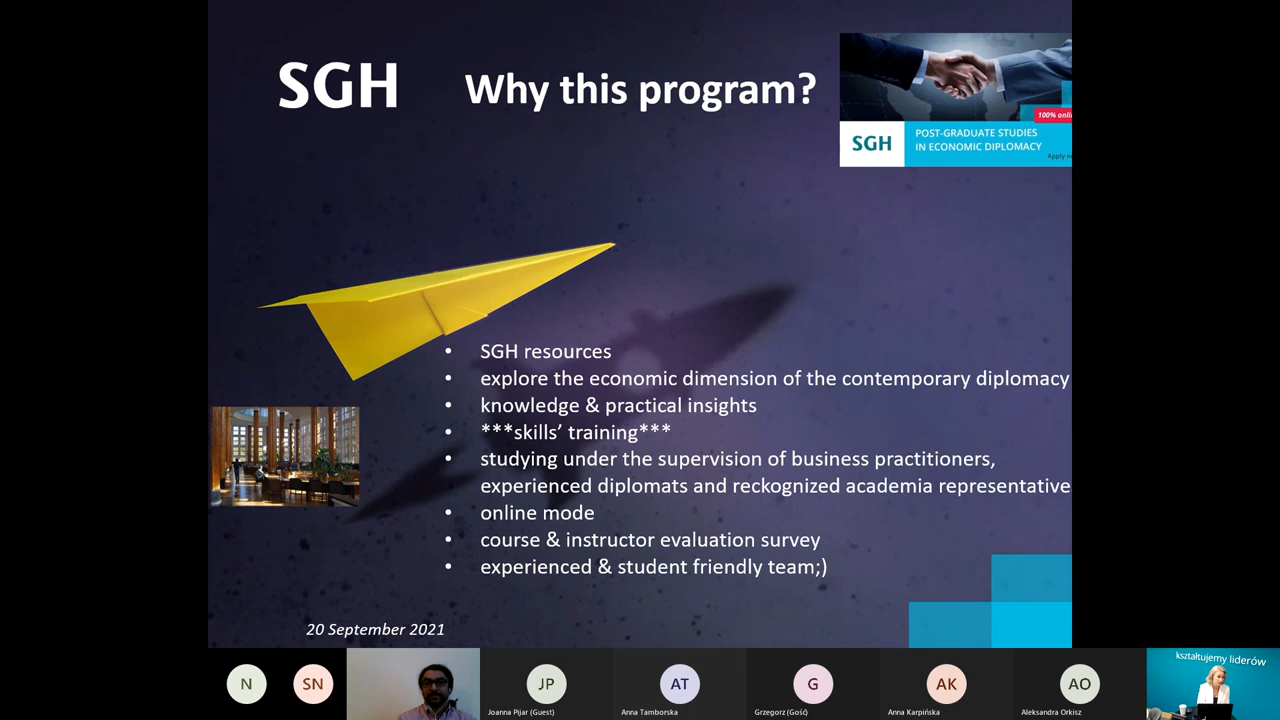 SGH
Why this program?
100% onli
SGH
POST-GRADUATE STUDIES
IN ECONOMIC DIPLOMACY
Apply n
• SGH resources
• explore the economic dimension of the contemporary diplomacy
• knowledge & practical insights
• ***skills’ training***
• studying under the supervision of business practitioners,
experienced diplomats and reckognized academia representative
• online mode
• course & instructor evaluation survey
• experienced & student friendly team;)
20 September 2021
N
SN
JP
Joanna Pijar (Guest)
AT
Anna Tamborska
G
Grzegorz (Gość)
AK
Anna Karpińska
AO
Aleksandra Orkisz
kształtujemy liderów